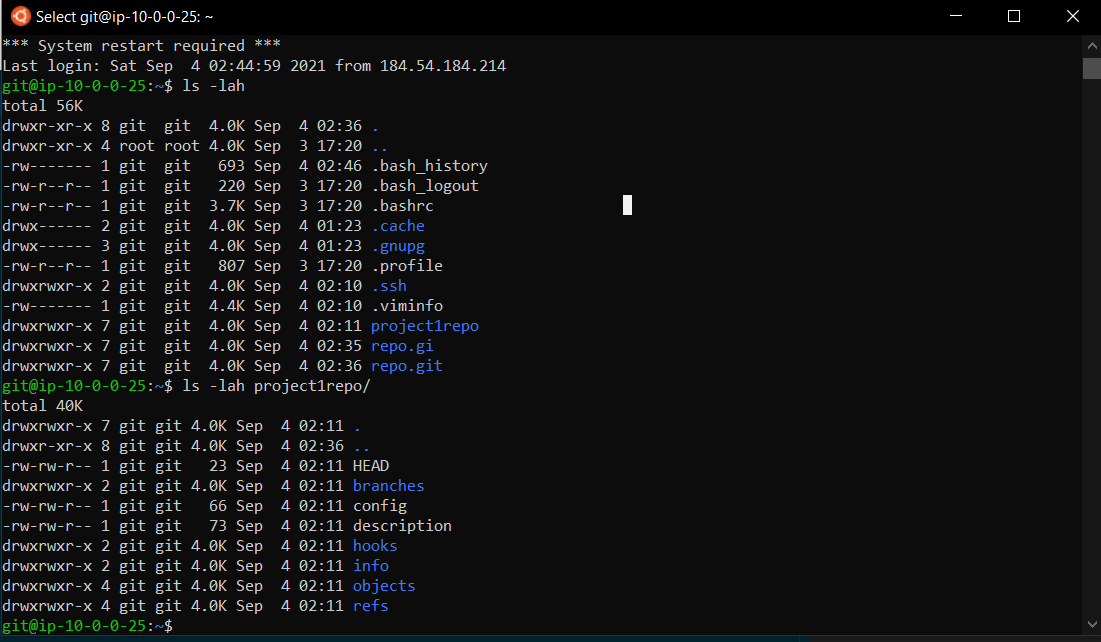 Select git@ip-10-0-0-25: ~
*** System restart required ***
Last login: Sat Sep  4 02:44:59 2021 from 184.54.184.214
git@ip-10-0-0-25:~$ ls -lah
total 56K
drwxr-xr-x 8 git  git  4.0K Sep  4 02:36 .
drwxr-xr-x 4 root root 4.0K Sep  3 17:20 ..
-rw------- 1 git  git   693 Sep  4 02:46 .bash_history
-rw-r--r-- 1 git  git   220 Sep  3 17:20 .bash_logout
-rw-r--r-- 1 git  git  3.7K Sep  3 17:20 .bashrc
drwx------ 2 git  git  4.0K Sep  4 01:23 .cache
drwx------ 3 git  git  4.0K Sep  4 01:23 .gnupg
-rw-r--r-- 1 git  git   807 Sep  3 17:20 .profile
drwxrwxr-x 2 git  git  4.0K Sep  4 02:10 .ssh
-rw------- 1 git  git  4.4K Sep  4 02:10 .viminfo
drwxrwxr-x 7 git  git  4.0K Sep  4 02:11 project1repo
drwxrwxr-x 7 git  git  4.0K Sep  4 02:35 repo.gi
drwxrwxr-x 7 git  git  4.0K Sep  4 02:36 repo.git
git@ip-10-0-0-25:~$ ls -lah project1repo/
total 40K
drwxrwxr-x 7 git git 4.0K Sep  4 02:11 .
drwxr-xr-x 8 git git 4.0K Sep  4 02:36 ..
-rw-rw-r-- 1 git git   23 Sep  4 02:11 HEAD
drwxrwxr-x 2 git git 4.0K Sep  4 02:11 branches
-rw-rw-r-- 1 git git   66 Sep  4 02:11 config
-rw-rw-r-- 1 git git   73 Sep  4 02:11 description
drwxrwxr-x 2 git git 4.0K Sep  4 02:11 hooks
drwxrwxr-x 2 git git 4.0K Sep  4 02:11 info
drwxrwxr-x 4 git git 4.0K Sep  4 02:11 objects
drwxrwxr-x 4 git git 4.0K Sep  4 02:11 refs
git@ip-10-0-0-25:~$